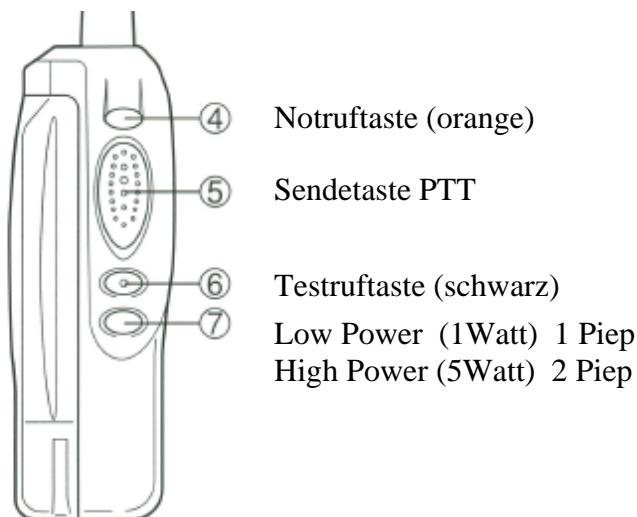 ④ Notruftaste (orange)
⑤ Sendetaste PTT
⑥ Testruftaste (schwarz)
⑦ Low Power (1Watt) 1 Piep
High Power (5Watt) 2 Piep